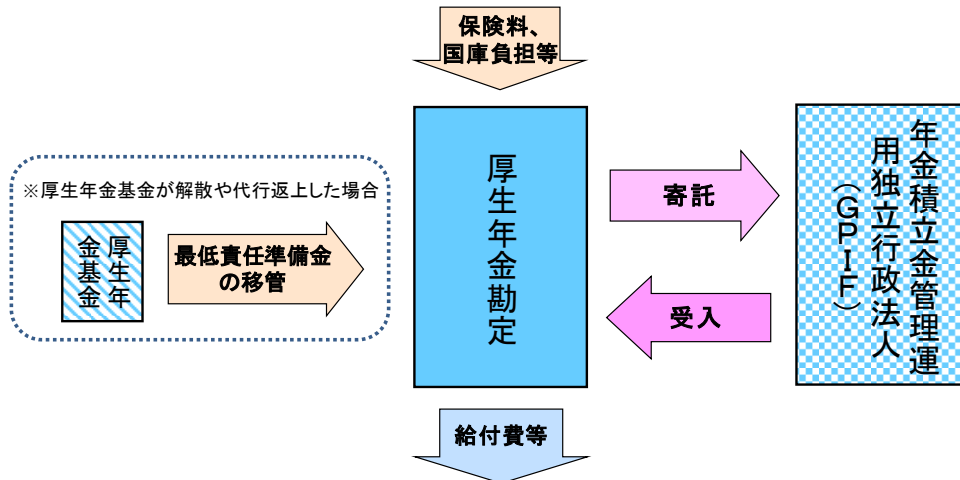 保険料、
国庫負担等
※厚生年金基金が解散や代行返上した場合
厚生年
金基金
最低責任準備金
の移管
厚生年金勘定
寄託
受入
年金積立金管理運
用独立行政法人
（GPIF）
給付費等